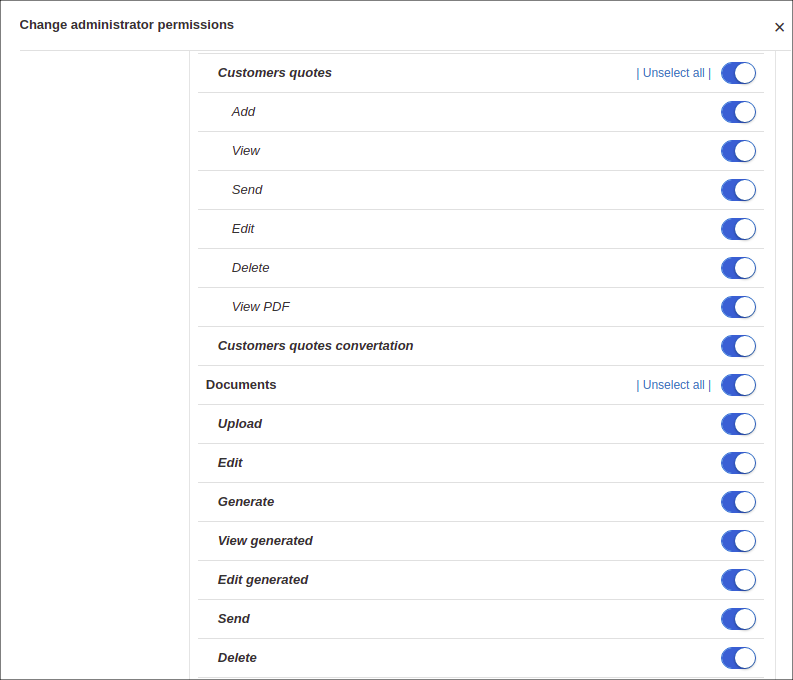 Change administrator permissions
×
Customers quotes | Unselect all |
Add
View
Send
Edit
Delete
View PDF
Customers quotes convertation
Documents | Unselect all |
Upload
Edit
Generate
View generated
Edit generated
Send
Delete